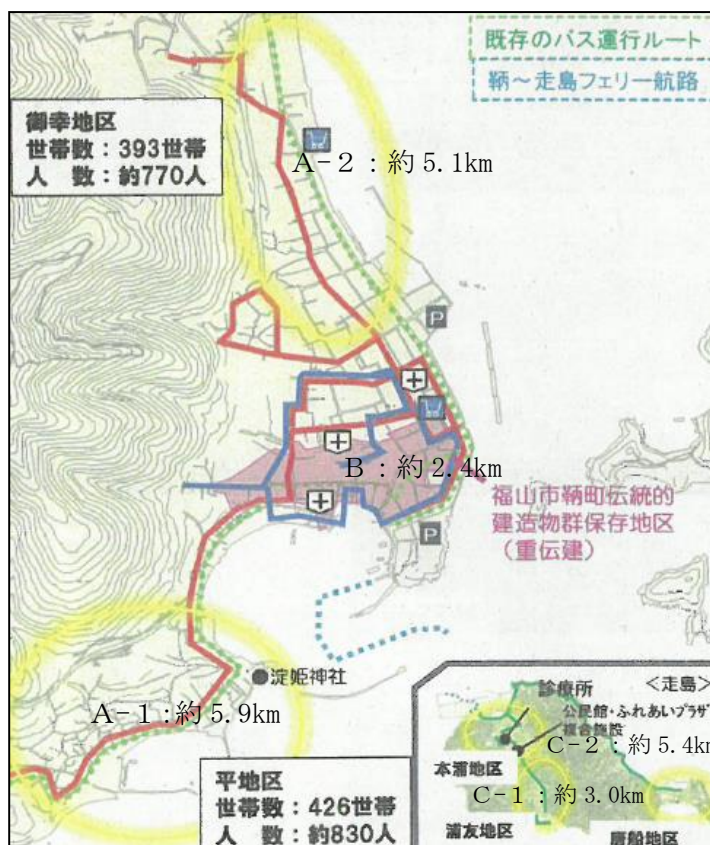 既存のバス運行ルート
鞆～走島フェリー航路
御幸地区
世帯数：393世帯
人　数：約770人
A-2：約5.1km
P
B：約2.4km
福山市鞆町伝統的
建造物群保存地区
（重伝建）
P
●淀姫神社
A-1：約5.9km
平地区
世帯数：426世帯
人　数：約830人
診療所
<走島>
公民館・ふれあいプラザ
複合施設
C-2：約5.4km
本浦地区
C-1：約3.0km
浦友地区
唐船地区